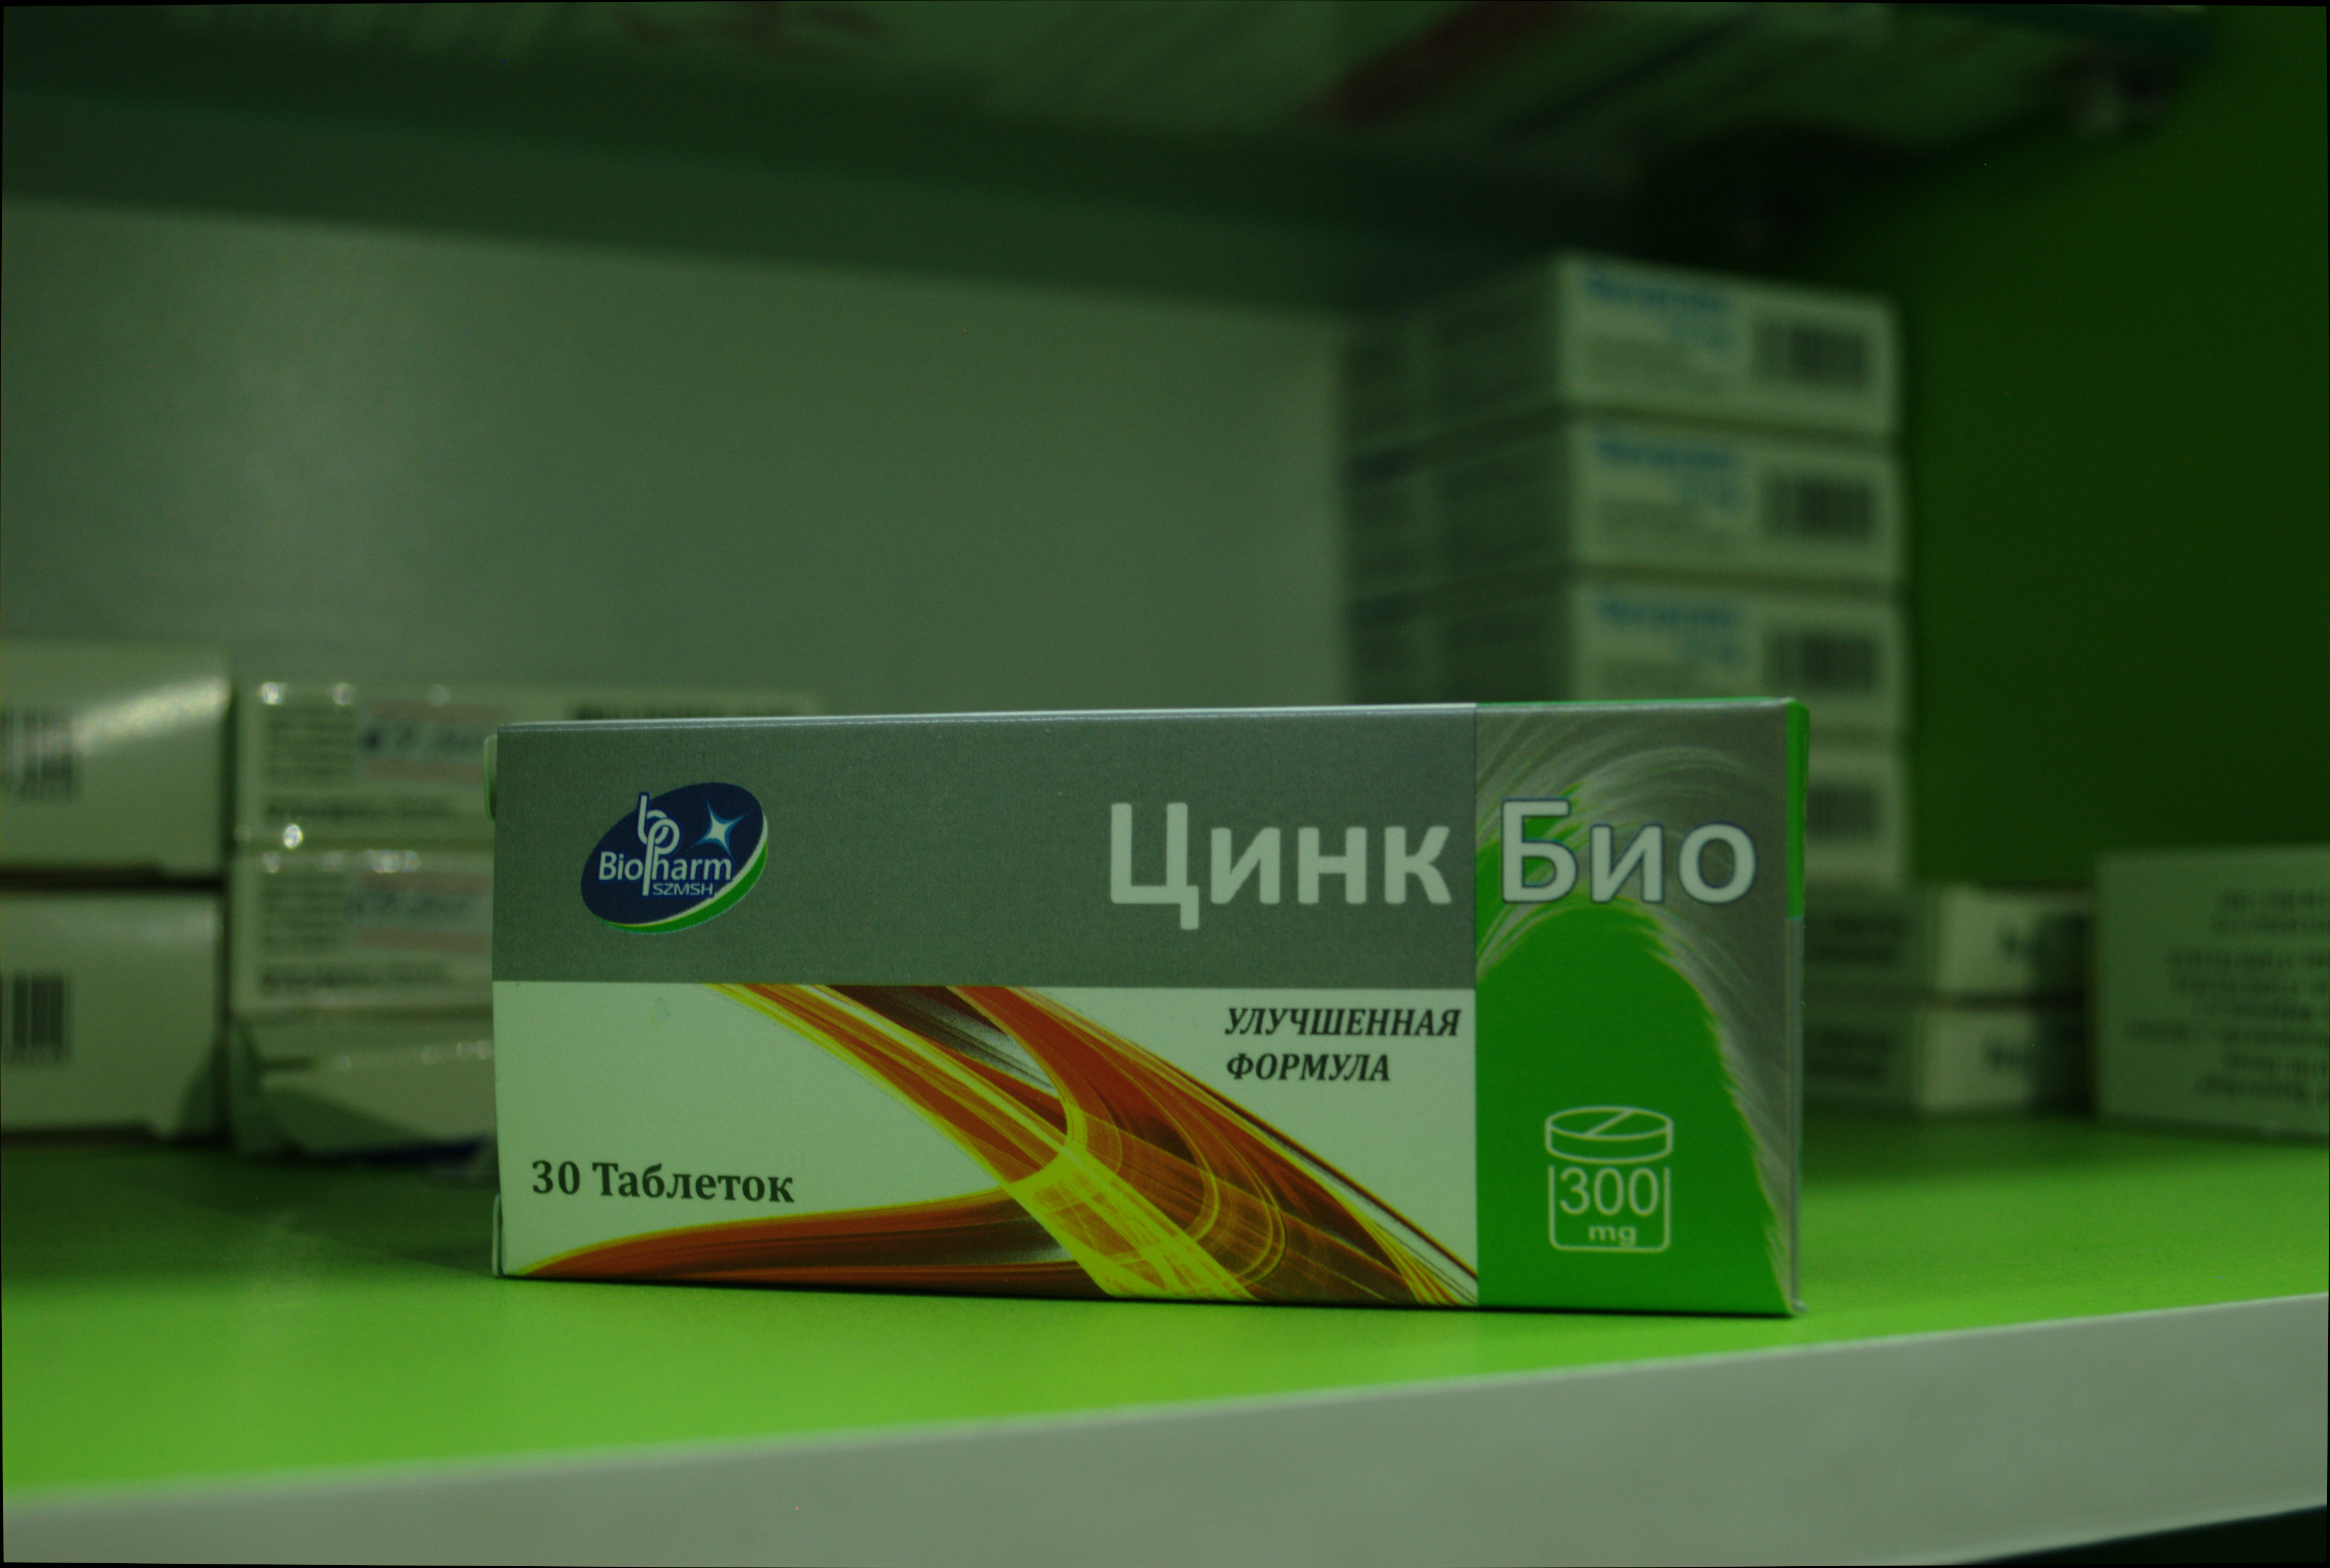 BioPharm
SZMSH
Цинк Био
УЛУЧШЕННАЯ
ФОРМУЛА
30 Таблеток
300
mg